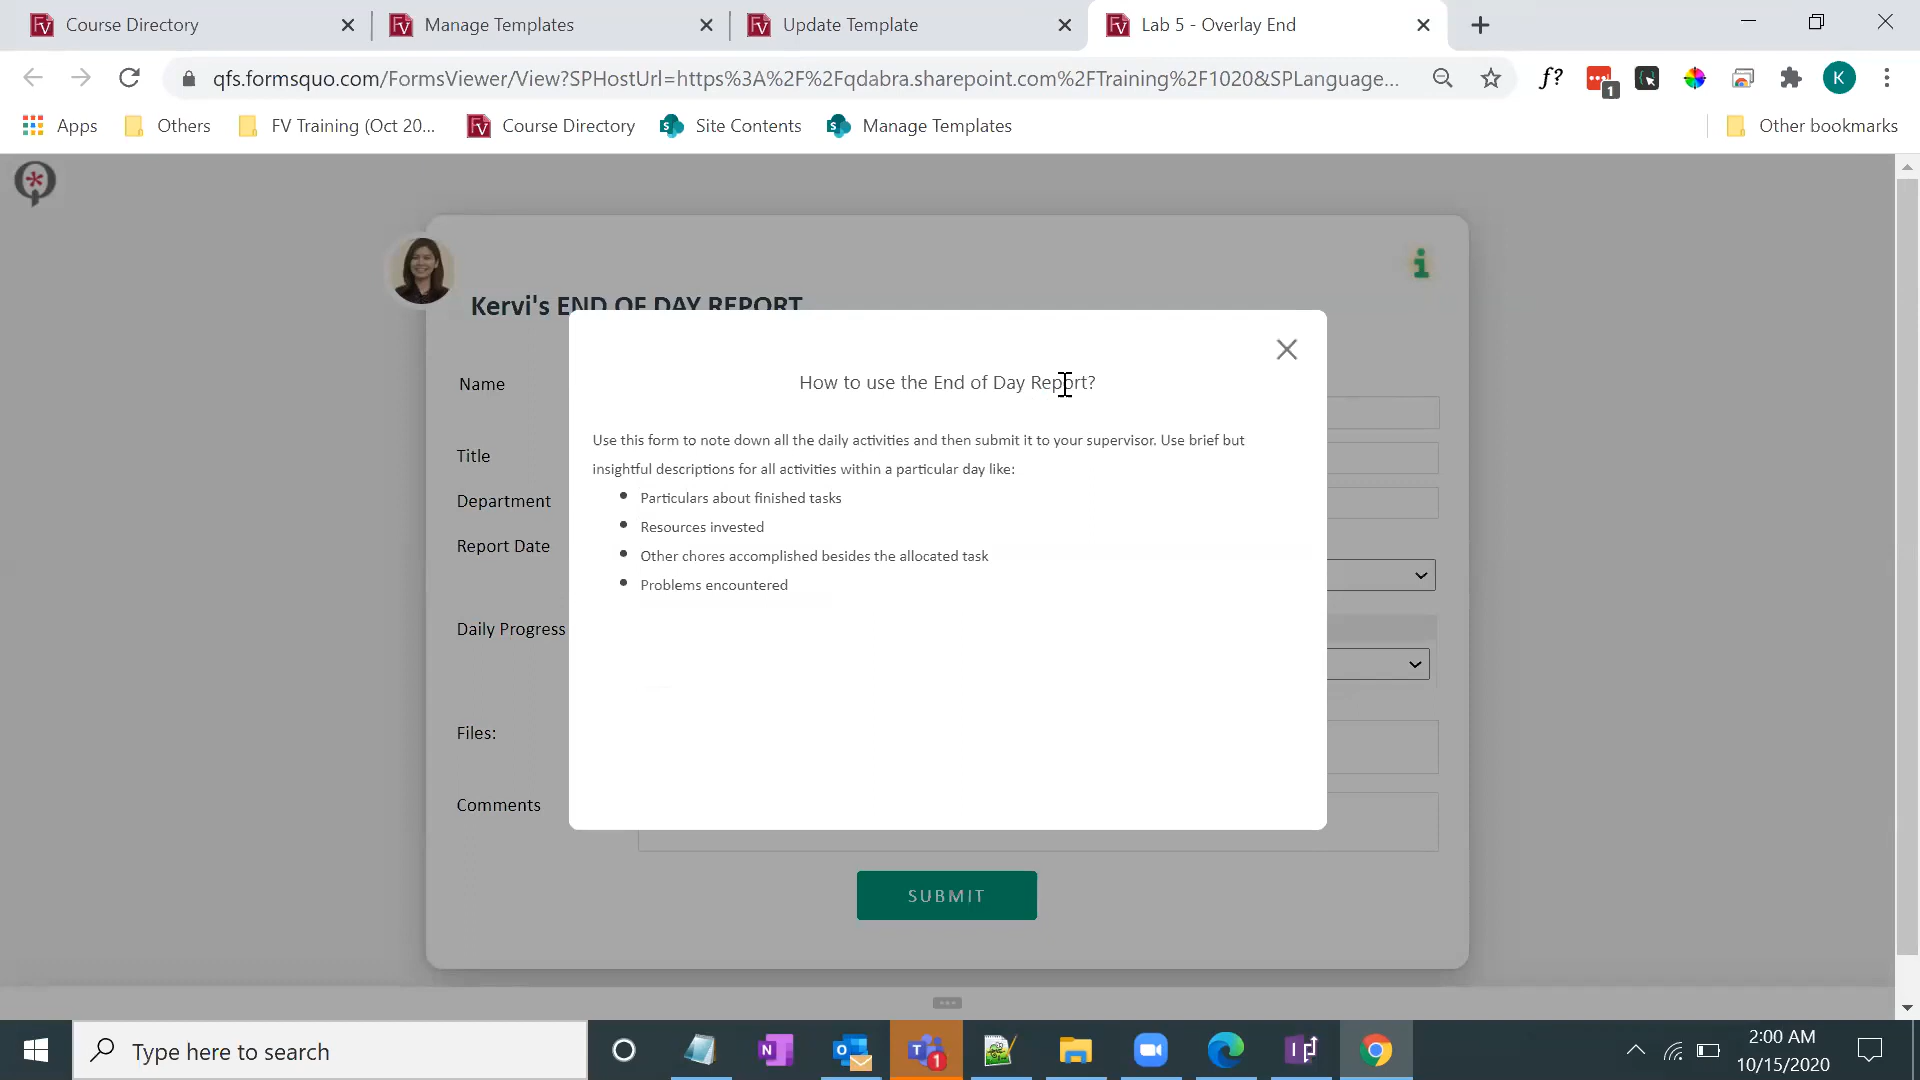 Course Directory
Manage Templates
Update Template
Lab 5 - Overlay End
qfs.formsquo.com/FormsViewer/View?SPHostUrl=https%3A%2F%2Fqdabra.sharepoint.com%2FTraining%2F1020&SPLanguage...
f?
1
K
Apps
Others
FV Training (Oct 20...
Course Directory
Site Contents
Manage Templates
Other bookmarks
Kervi's END OF DAY REPORT
How to use the End of Day Report?
Name
Use this form to note down all the daily activities and then submit it to your supervisor. Use brief but
insightful descriptions for all activities within a particular day like:
• Particulars about finished tasks
• Resources invested
• Other chores accomplished besides the allocated task
• Problems encountered
Title
Department
Report Date
Daily Progress
Files:
Comments
SUBMIT
Type here to search
1
2:00 AM
10/15/2020